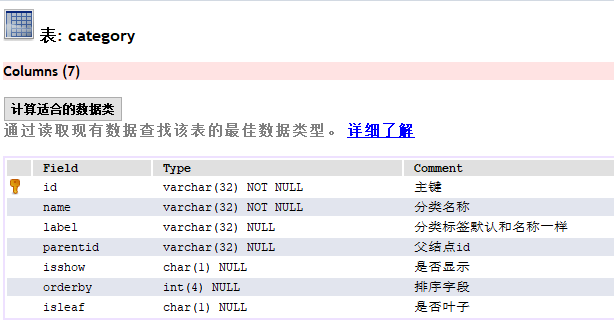 表: category
Columns (7)
计算适合的数据类
通过读取现有数据查找该表的最佳数据类型。 详细了解
Field Type Comment
id varchar(32) NOT NULL 主键
name varchar(32) NOT NULL 分类名称
label varchar(32) NULL 分类标签默认和名称一样
parentid varchar(32) NULL 父结点id
isshow char(1) NULL 是否显示
orderby int(4) NULL 排序字段
isleaf char(1) NULL 是否叶子